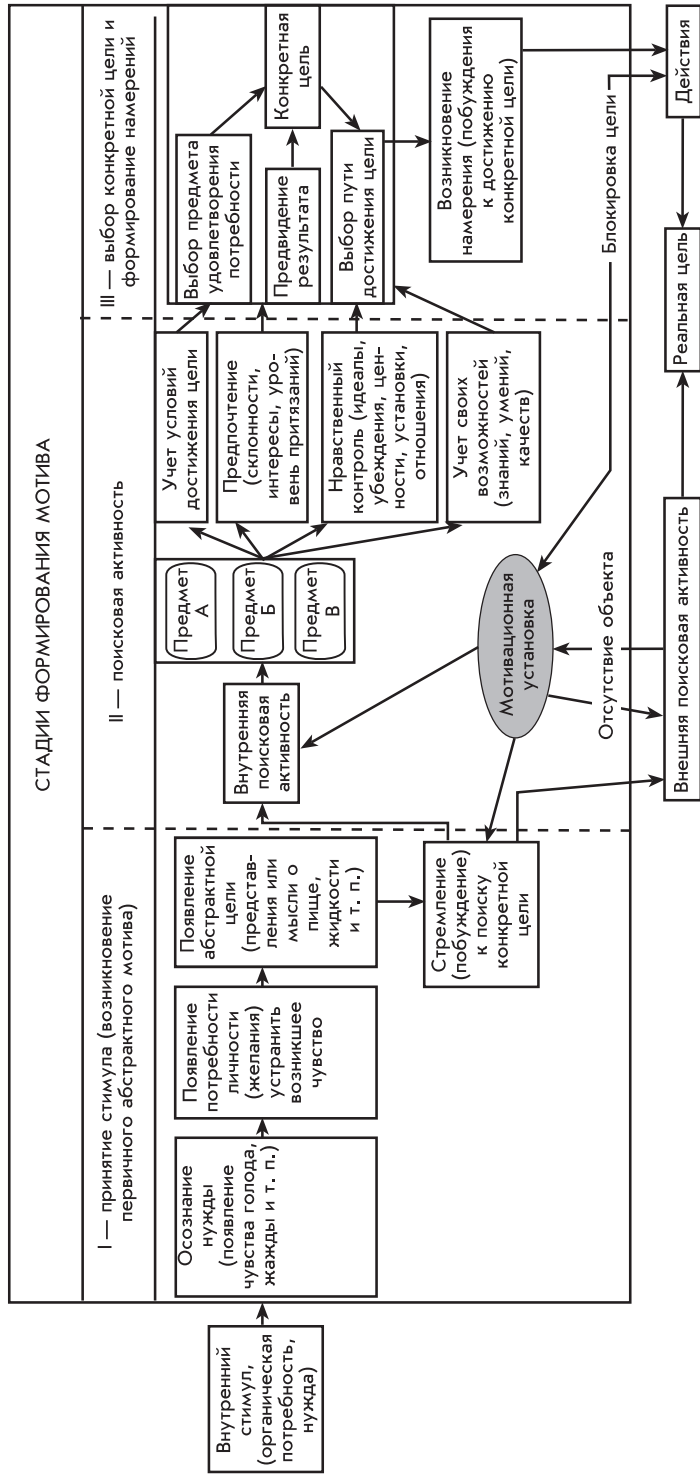 СТАДИИ ФОРМИРОВАНИЯ МОТИВА
I — принятие стимула (возникновение
первичного абстрактного мотива)
II — поисковая активность
III — выбор конкретной цели и
формирование намерений
Внутренний
стимул,
(органическая
потребность,
нужда)
Осознание
нужды
(появление
чувства голода,
жажды и т. п.)
Появление
потребности
личности
(желания)
устранить
возникшее
чувство
Появление
абстрактной
цели
(представ-
ления или
мысли о
пище,
жидкости
и т. п.)
Стремление
(побуждение)
к поиску
конкретной
цели
Внутренняя
поисковая
активность
Предмет
А
Предмет
Б
Предмет
В
Учет условий
достижения цели
Предпочтение
(склонности,
интересы, уро-
вень притязаний)
Нравственный
контроль (идеалы,
убеждения, цен-
ности, установки,
отношения)
Учет своих
возможностей
(знаний, умений,
качеств)
Выбор предмета
удовлетворения
потребности
Предвидение
результата
Выбор пути
достижения цели
Конкретная
цель
Возникновение
намерения (побуждения
к достижению
конкретной цели)
Мотивационная
установка
Отсутствие объекта
Блокировка цели
Внешняя поисковая активность
Реальная цель
Действия